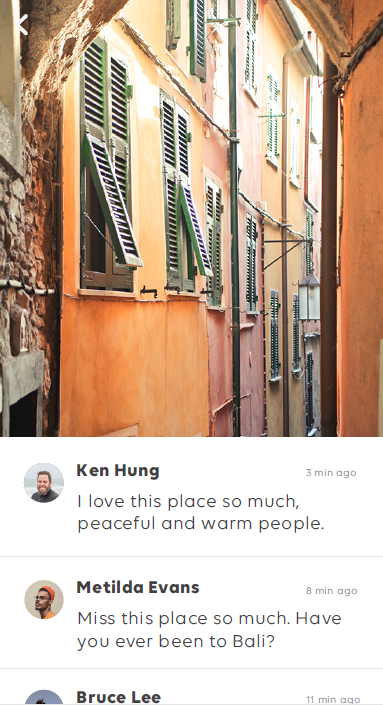 Ken Hung
3 min ago
I love this place so much,
peaceful and warm people.
Metilda Evans
8 min ago
Miss this place so much. Have
you ever been to Bali?
Bruce Lee
11 min ago